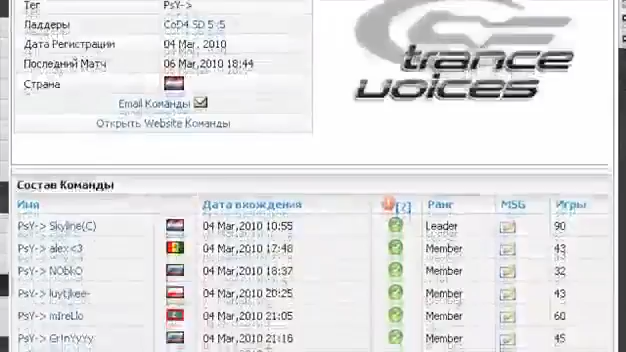 Тег PsY->
Ладдеры CoD4 SD 5-5
Дата Регистрации 04 Mar, 2010
Последний Матч 06 Mar,2010 18:44
Страна
Email Команды
Открыть Website Команды
trance
voices
Состав Команды
Имя Дата вхождения [?] Ранг MSG Игры
PsY-> Skyline(C) 04 Mar,2010 10:55 Leader 90
PsY-> alex<3 04 Mar,2010 17:48 Member 43
PsY-> NObkO 04 Mar,2010 18:37 Member 32
PsY-> luytjkee- 04 Mar,2010 20:25 Member 43
PsY-> mIreLlo 04 Mar,2010 21:05 Member 60
PsY-> 04 Mar,2010 21:16 Member 45